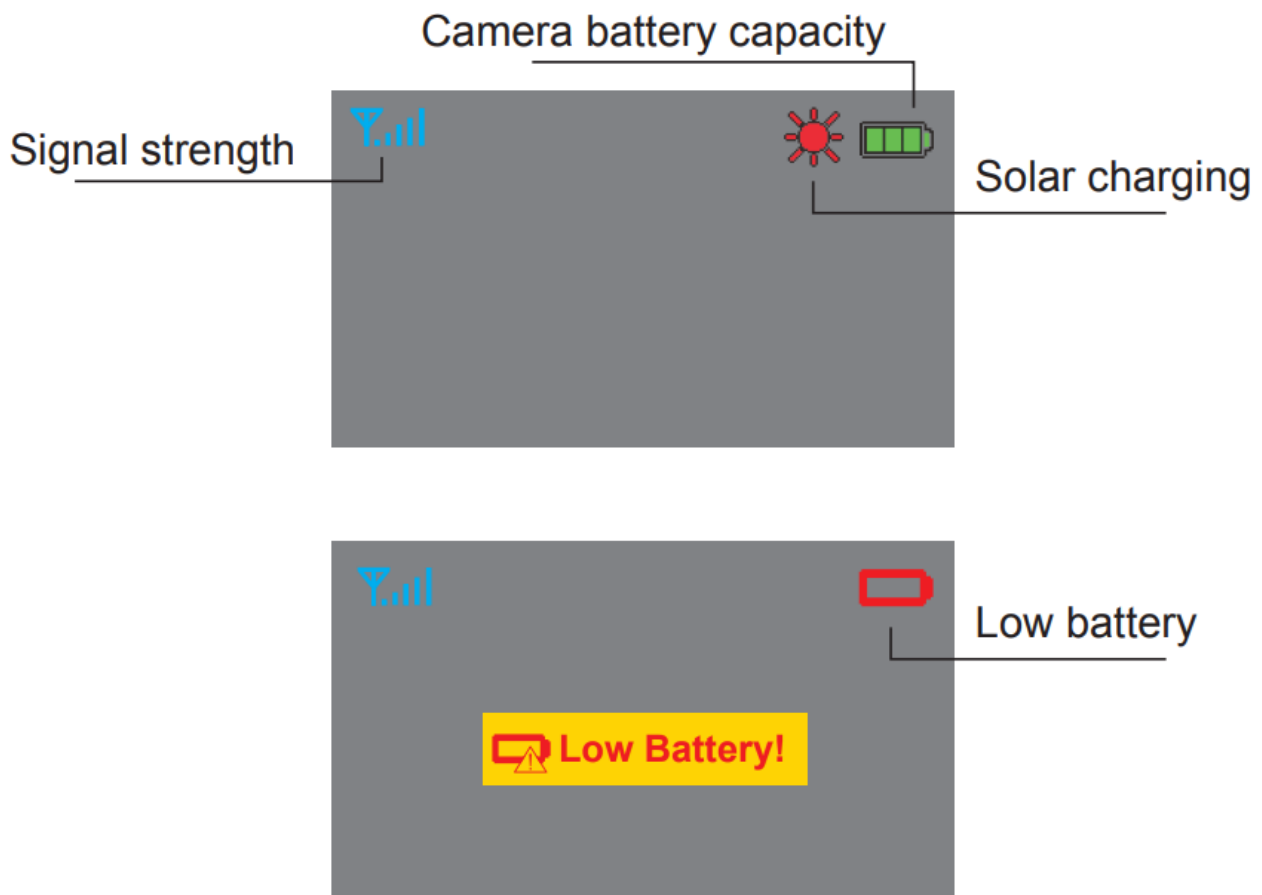 Camera battery capacity
Signal strength
Solar charging
Low battery
Low Battery!